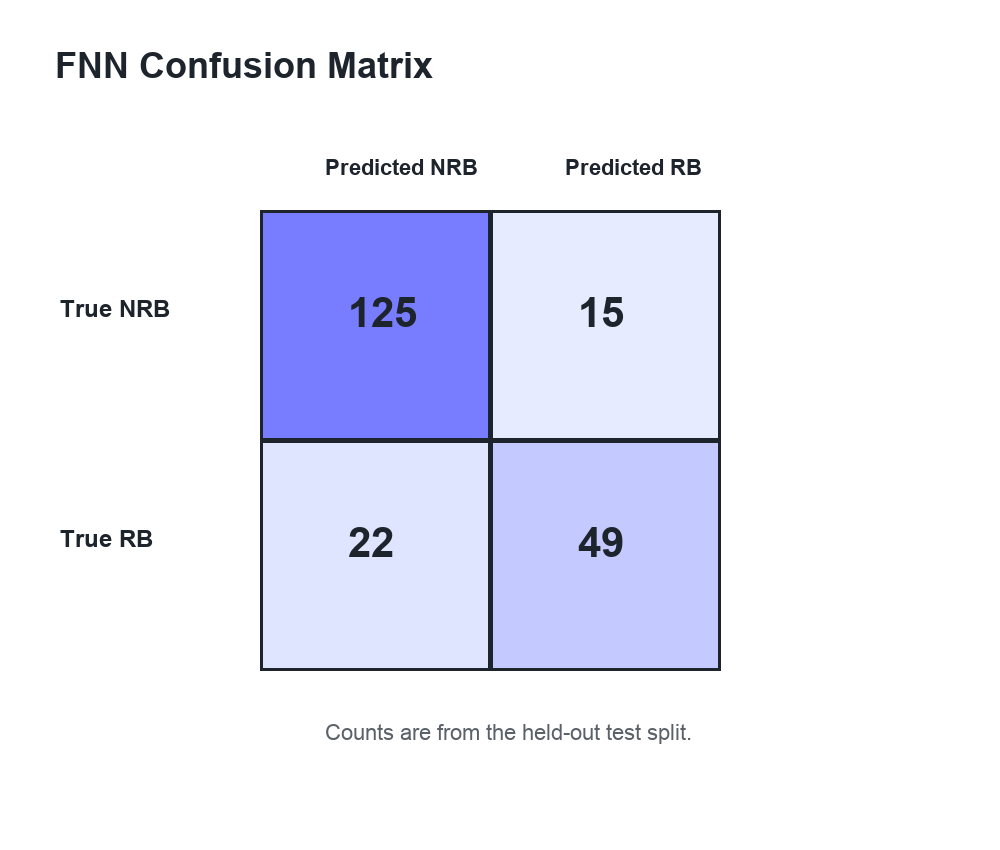 FNN Confusion Matrix
Predicted NRB Predicted RB
True NRB 125 15
True RB 22 49
Counts are from the held-out test split.